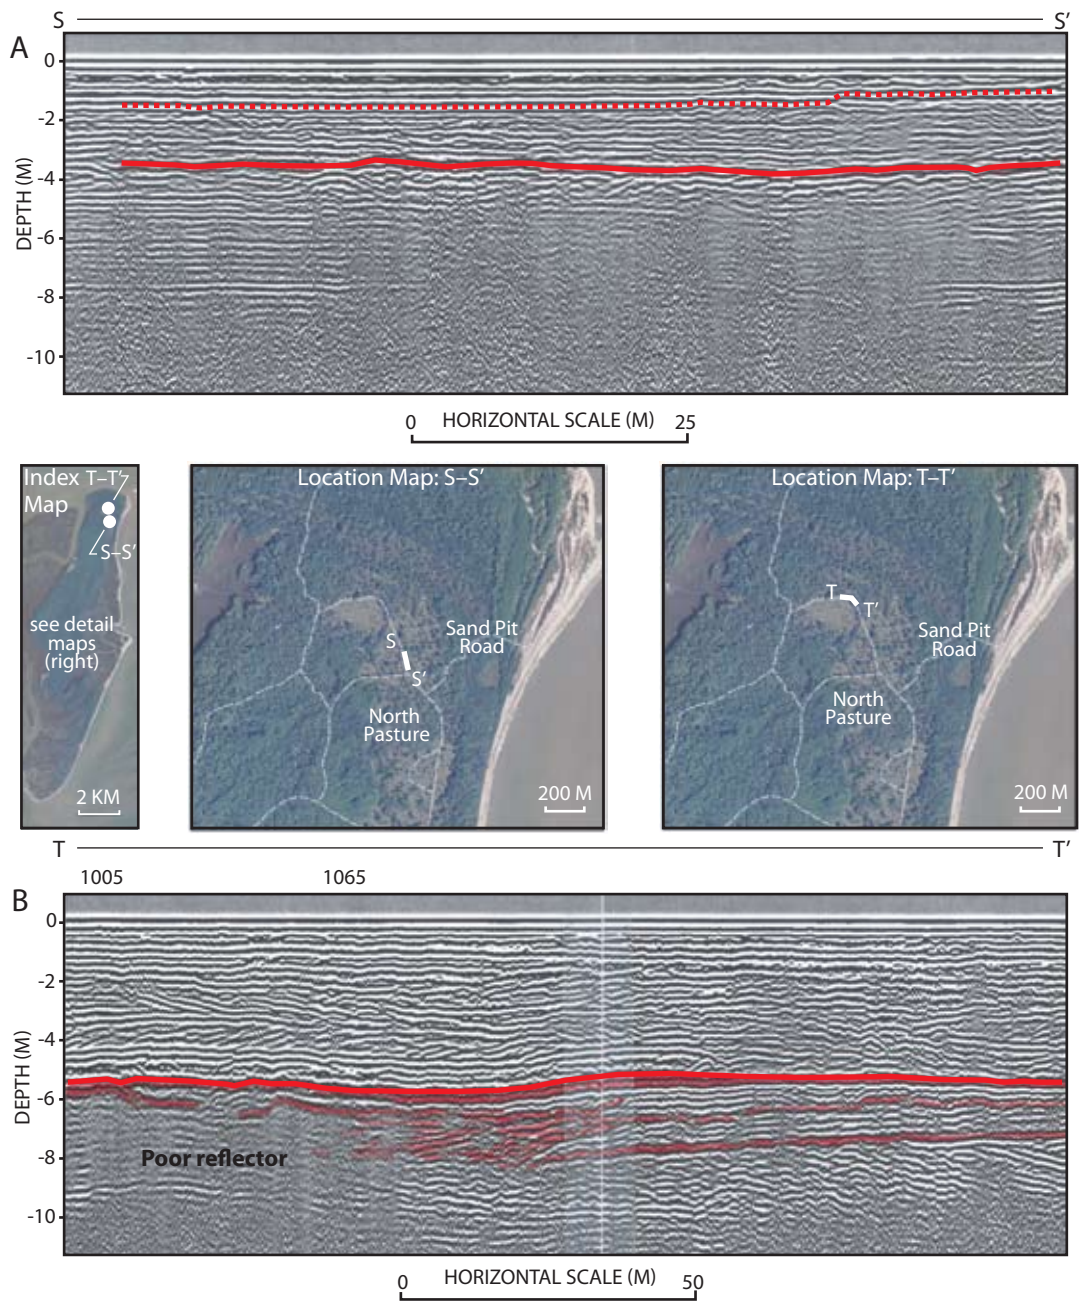 S S′
A
0
-2
-4
-6
-8
-10
DEPTH (M)
0 HORIZONTAL SCALE (M) 25
Index T–T′
Map
S–S′
see detail
maps
(right)
2 KM
Location Map: S–S′
S
S′
Sand Pit
Road
North
Pasture
200 M
Location Map: T–T′
T
T′
Sand Pit
Road
North
Pasture
200 M
T T′
1005 1065
B
0
-2
-4
-6
-8
-10
DEPTH (M)
Poor reflector
0 HORIZONTAL SCALE (M) 50